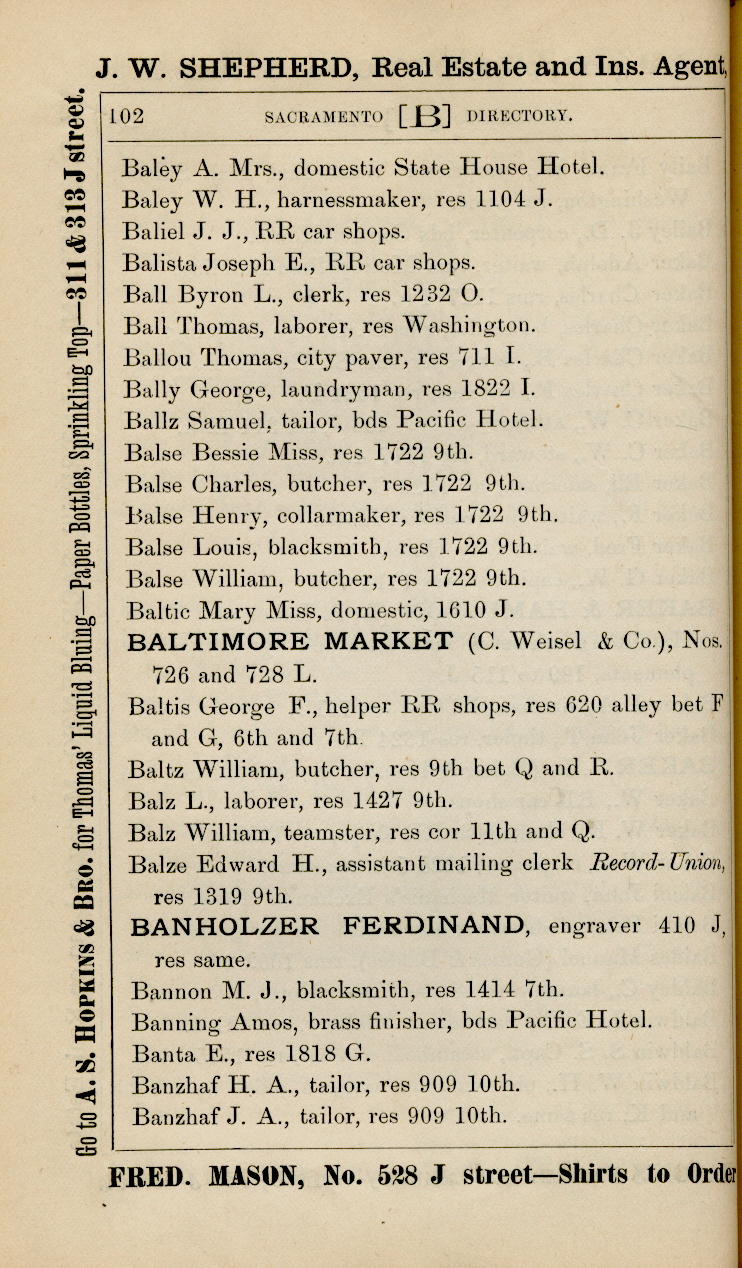 J. W. SHEPHERD, Real Estate and Ins. Agent,
102 SACRAMENTO [B] DIRECTORY.
Baley A. Mrs., domestic State House Hotel.
Baley W. H., harnessmaker, res 1104 J.
Baliel J. J., RR car shops.
Balista Joseph E., RR car shops.
Ball Byron L., clerk, res 1232 O.
Ball Thomas, laborer, res Washington.
Ballou Thomas, city paver, res 711 I.
Bally George, laundryman, res 1822 I.
Ballz Samuel, tailor, bds Pacific Hotel.
Balse Bessie Miss, res 1722 9th.
Balse Charles, butcher, res 1722 9th.
Balse Henry, collarmaker, res 1722 9th.
Balse Louis, blacksmith, res 1722 9th.
Balse William, butcher, res 1722 9th.
Baltic Mary Miss, domestic, 1610 J.
BALTIMORE MARKET (C. Weisel & Co.), Nos.
726 and 728 L.
Baltis George F., helper RR shops, res 620 alley bet F
and G, 6th and 7th.
Baltz William, butcher, res 9th bet Q and R.
Balz L., laborer, res 1427 9th.
Balz William, teamster, res cor 11th and Q.
Balze Edward H., assistant mailing clerk Record-Union,
res 1319 9th.
BANHOLZER FERDINAND, engraver 410 J,
res same.
Bannon M. J., blacksmith, res 1414 7th.
Banning Amos, brass finisher, bds Pacific Hotel.
Banta E., res 1818 G.
Banzhaf H. A., tailor, res 909 10th.
Banzhaf J. A., tailor, res 909 10th.
FRED. MASON, No. 528 J street—Shirts to Order
Go to A. S. HOPKINS & BRO. for Thomas' Liquid Bluing—Paper Bottles, Sprinkling Top—311 & 313 J street.